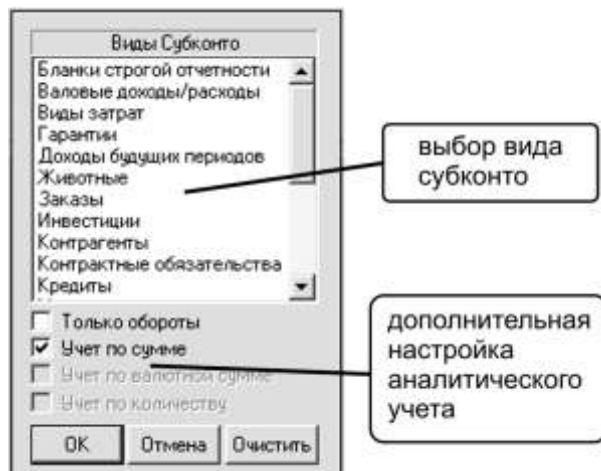 Виды Субконто
Бланки строгой отчетности
Валовые доходы/расходы
Виды затрат
Гарантии
Доходы будущих периодов
Животные
Заказы
Инвестиции
Контрагенты
Контрактные обязательства
Кредиты
Только обороты
Учет по сумме
Учет по валютной сумме
Учет по количеству
ОК
Отмена
Очистить
выбор вида
субконто
дополнительная
настройка
аналитического
учета